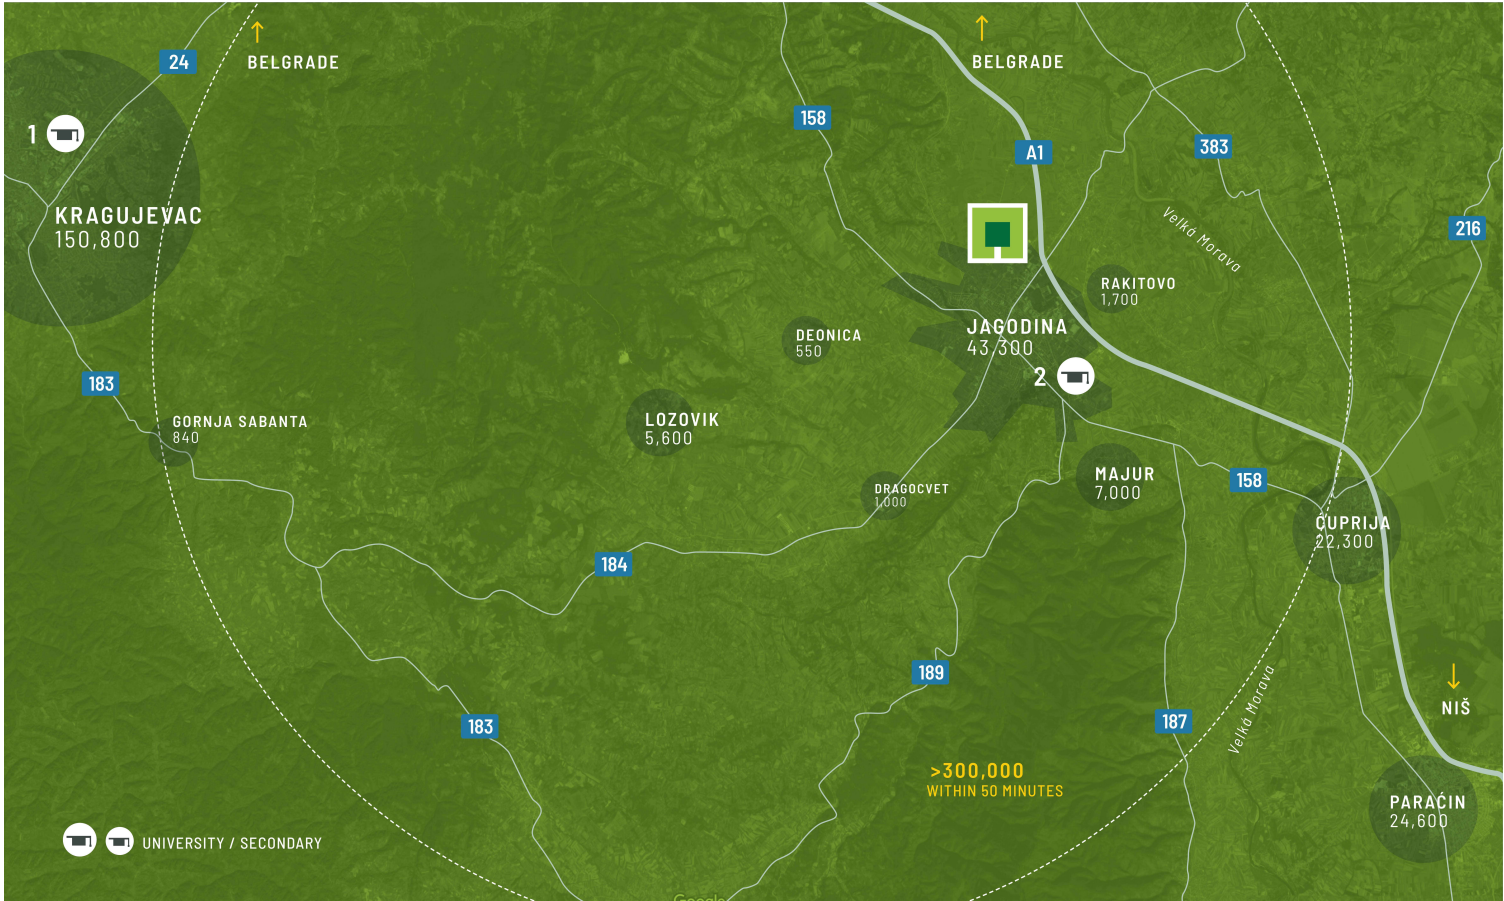 BELGRADE
BELGRADE
24
158
A1
383
216
1
KRAGUJEVAC
150,800
Velká Morava
RAKITOVO
1,700
JAGODINA
43,300
2
DEONICA
550
183
GORNJA SABANTA
840
LOZOVIK
5,600
DRAGOCVET
1,000
MAJUR
7,000
158
ĆUPRIJA
22,300
184
189
183
187
Velká Morava
NIŠ
>300,000
WITHIN 50 MINUTES
PARAĆIN
24,600
UNIVERSITY / SECONDARY
Google